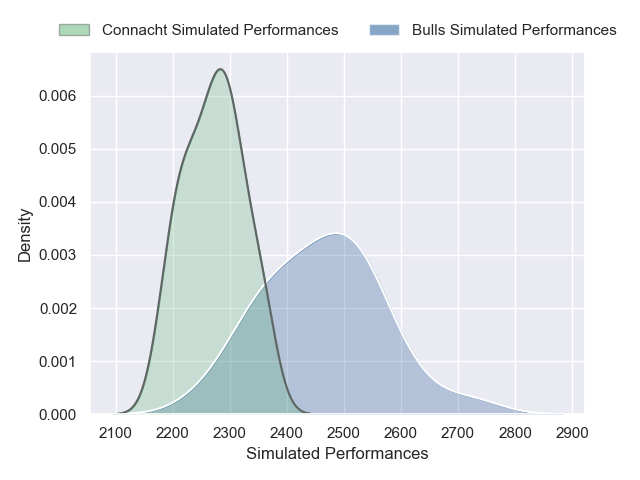 Connacht Simulated Performances Bulls Simulated Performances
0.006
0.005
0.004
0.003
0.002
0.001
0.000
Density
2100 2200 2300 2400 2500 2600 2700 2800 2900
Simulated Performances